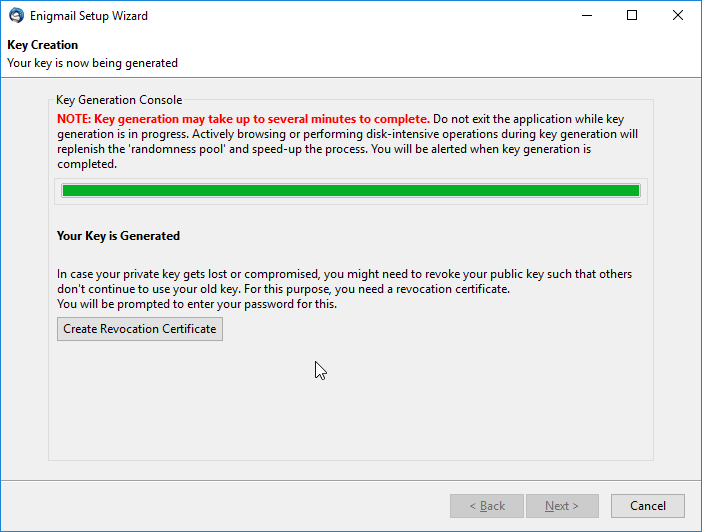 Enigmail Setup Wizard
Key Creation
Your key is now being generated
Key Generation Console
NOTE: Key generation may take up to several minutes to complete. Do not exit the application while key
generation is in progress. Actively browsing or performing disk-intensive operations during key generation will
replenish the 'randomness pool' and speed-up the process. You will be alerted when key generation is
completed.
Your Key is Generated
In case your private key gets lost or compromised, you might need to revoke your public key such that others
don't continue to use your old key. For this purpose, you need a revocation certificate.
You will be prompted to enter your password for this.
Create Revocation Certificate
< Back Next > Cancel